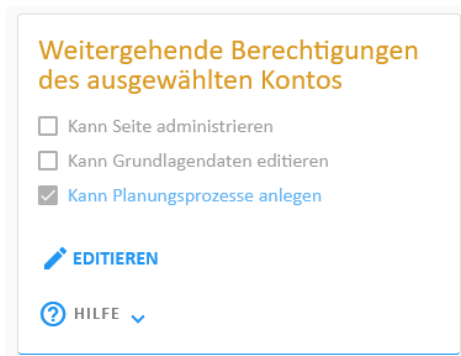 Weitergehende Berechtigungen
des ausgewählten Kontos
Kann Seite administrieren
Kann Grundlagendaten editieren
Kann Planungsprozesse anlegen
EDITIEREN
HILFE